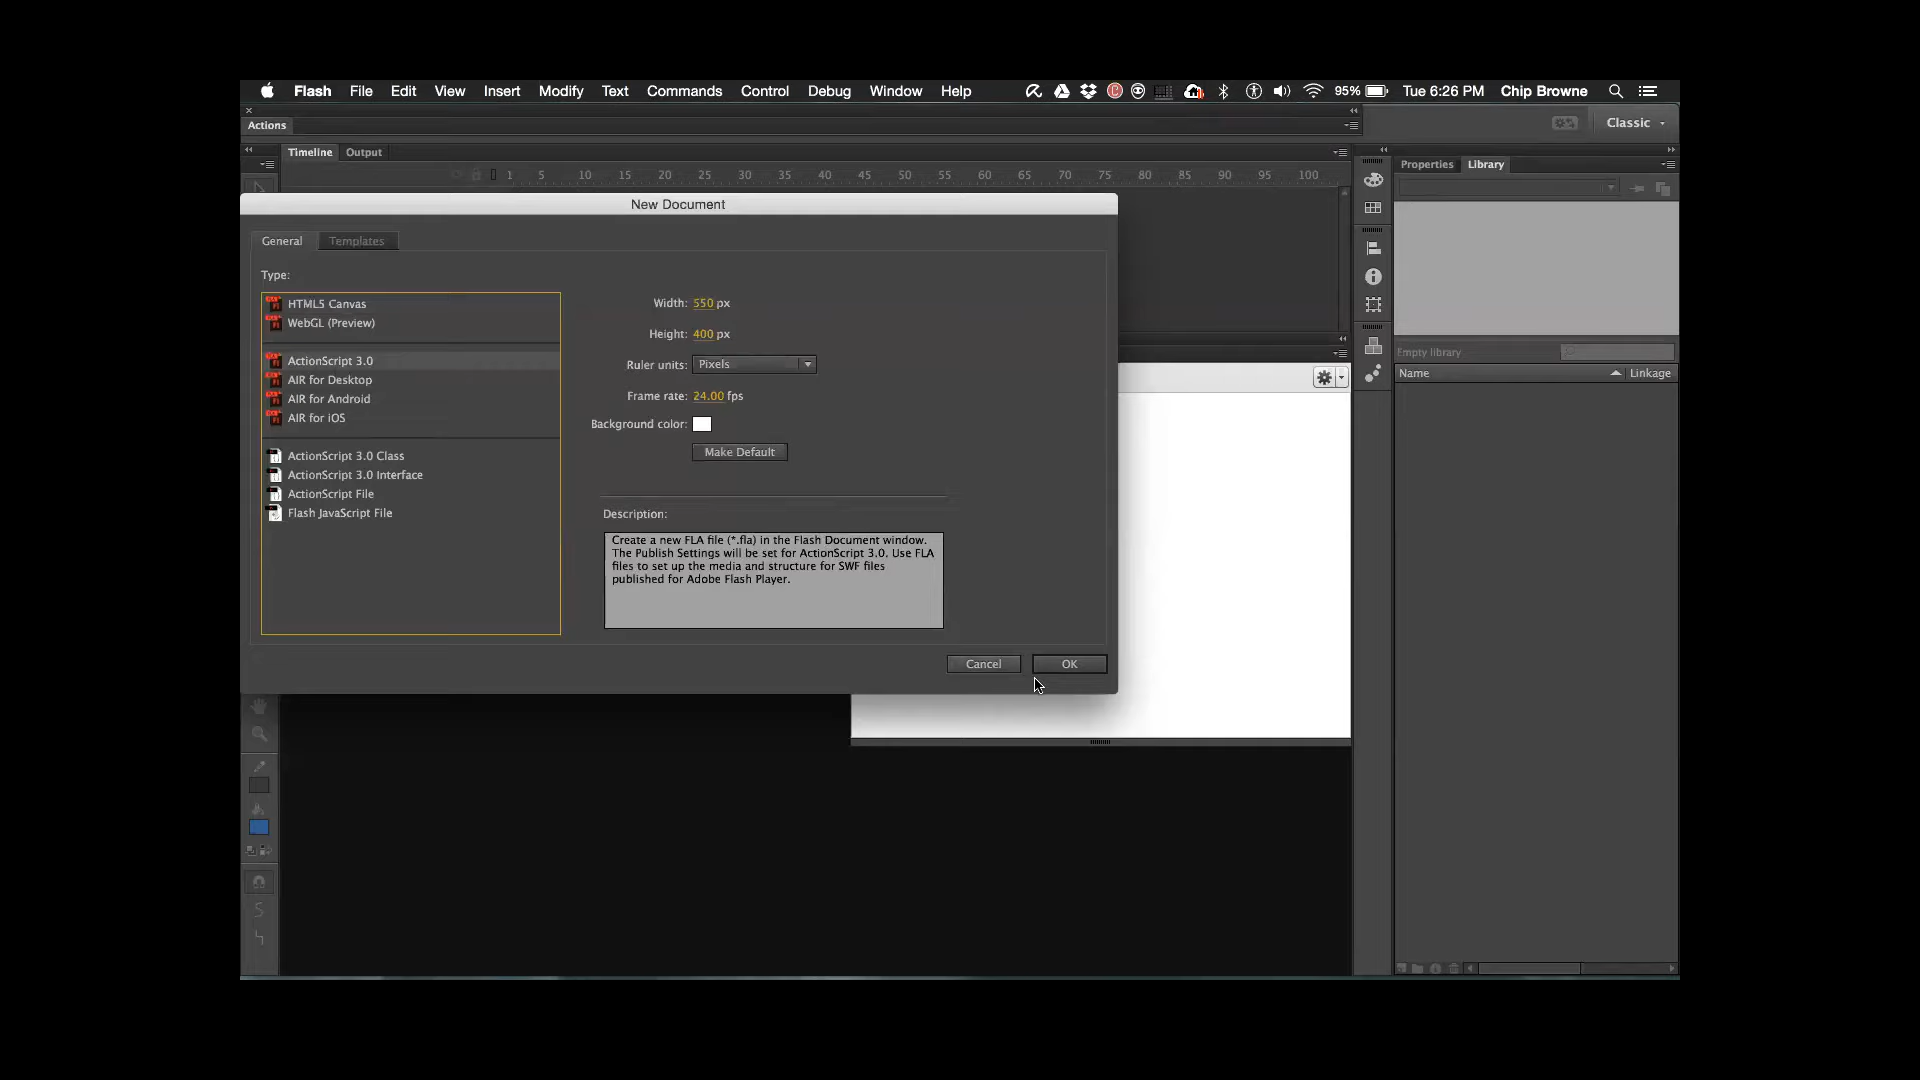 Flash File Edit View Insert Modify Text Commands Control Debug Window Help 95% Tue 6:26 PM Chip Browne
Actions
Classic
Timeline Output
Properties Library
1 5 10 15 20 25 30 35 40 45 50 55 60 65 70 75 80 85 90 95 100
New Document
General Templates
Type:
HTML5 Canvas
WebGL (Preview)
ActionScript 3.0
AIR for Desktop
AIR for Android
AIR for iOS
ActionScript 3.0 Class
ActionScript 3.0 Interface
ActionScript File
Flash JavaScript File
Width: 550 px
Height: 400 px
Ruler units: Pixels
Frame rate: 24.00 fps
Background color:
Make Default
Description:
Create a new FLA file (*.fla) in the Flash Document window.
The Publish Settings will be set for ActionScript 3.0. Use FLA
files to set up the media and structure for SWF files
published for Adobe Flash Player.
Cancel OK
Empty library
Name Linkage